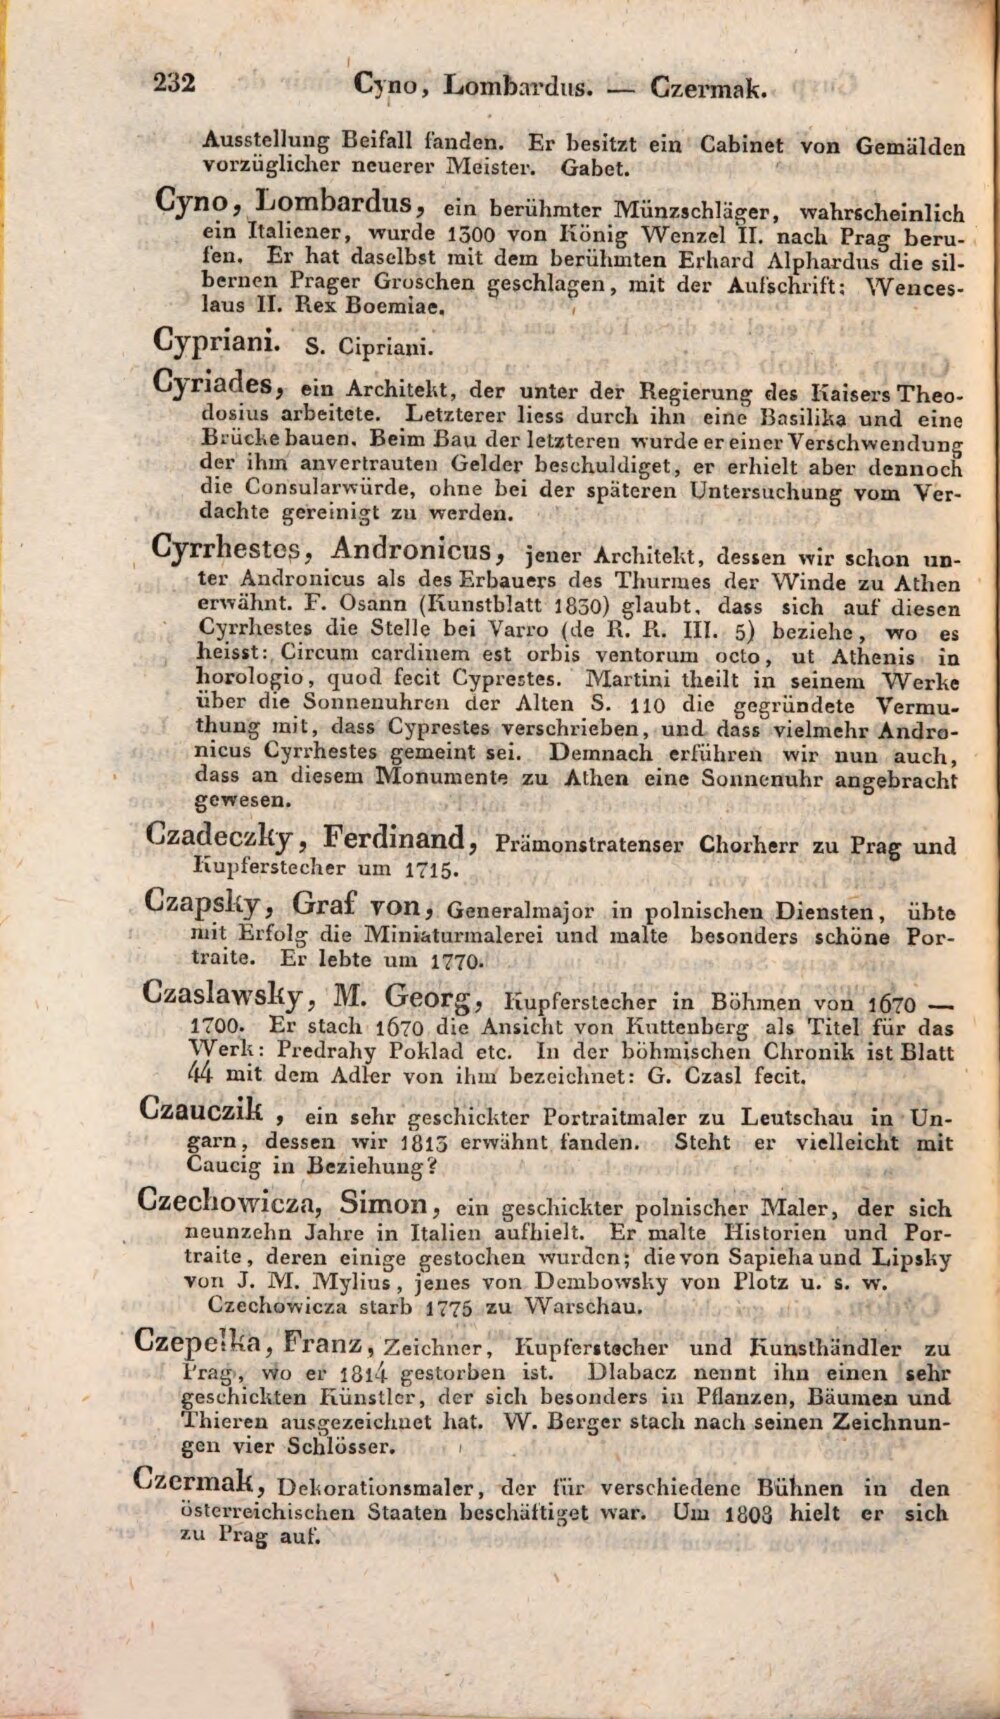 232 Cyno, Lombardus. — Czermak.
Ausstellung Beifall fanden. Er besitzt ein Cabinet von Gemälden
vorzüglicher neuerer Meister. Gabet.
Cyno, Lombardus, ein berühmter Münzschläger, wahrscheinlich
ein Italiener, wurde 1300 von König Wenzel II. nach Prag beru-
fen. Er hat daselbst mit dem berühmten Erhard Alphardus die sil-
bernen Prager Groschen geschlagen, mit der Aufschrift: Wences-
laus II. Rex Boemiae.
Cypriani. S. Cipriani.
Cyriades, ein Architekt, der unter der Regierung des Kaisers Theo-
dosius arbeitete. Letzterer liess durch ihn eine Basilika und eine
Brücke bauen. Beim Bau der letzteren wurde er einer Verschwendung
der ihm anvertrauten Gelder beschuldiget, er erhielt aber dennoch
die Consularwürde, ohne bei der späteren Untersuchung vom Ver-
dachte gereinigt zu werden.
Cyrrhestes, Andronicus, jener Architekt, dessen wir schon un-
ter Andronicus als des Erbauers des Thurmes der Winde zu Athen
erwähnt. F. Osann (Kunstblatt 1830) glaubt, dass sich auf diesen
Cyrrhestes die Stelle bei Varro (de R. R. III. 5) beziehe, wo es
heisst: Circum cardinem est orbis ventorum octo, ut Athenis in
horologio, quod fecit Cyprestes. Martini theilt in seinem Werke
über die Sonnenuhren der Alten S. 110 die gegründete Vermu-
thung mit, dass Cyprestes verschrieben, und dass vielmehr Andro-
nicus Cyrrhestes gemeint sei. Demnach erführen wir nun auch,
dass an diesem Monumente zu Athen eine Sonnenuhr angebracht
gewesen.
Czadeczky, Ferdinand, Prämonstratenser Chorherr zu Prag und
Kupferstecher um 1715.
Czapsky, Graf von, Generalmajor in polnischen Diensten, übte
mit Erfolg die Miniaturmalerei und malte besonders schöne Por-
traite. Er lebte um 1770.
Czaslawsky, M. Georg, Kupferstecher in Böhmen von 1670 —
1700. Er stach 1670 die Ansicht von Kuttenberg als Titel für das
Werk: Predrahy Poklad etc. In der böhmischen Chronik ist Blatt
44 mit dem Adler von ihm bezeichnet: G. Czasl fecit.
Czauczik , ein sehr geschickter Portraitmaler zu Leutschau in Un-
garn, dessen wir 1813 erwähnt fanden. Steht er vielleicht mit
Caucig in Beziehung?
Czechowicza, Simon, ein geschickter polnischer Maler, der sich
neunzehn Jahre in Italien aufhielt. Er malte Historien und Por-
traite, deren einige gestochen wurden; die von Sapieha und Lipsky
von J. M. Mylius, jenes von Dembowsky von Plotz u. s. w.
Czechowicza starb 1775 zu Warschau.
Czepelka, Franz, Zeichner, Kupferstecher und Kunsthändler zu
Prag, wo er 1814 gestorben ist. Dlabacz nennt ihn einen sehr
geschickten Künstler, der sich besonders in Pflanzen, Bäumen und
Thieren ausgezeichnet hat. W. Berger stach nach seinen Zeichnun-
gen vier Schlösser.
Czermak, Dekorationsmaler, der für verschiedene Bühnen in den
österreichischen Staaten beschäftiget war. Um 1808 hielt er sich
zu Prag auf.